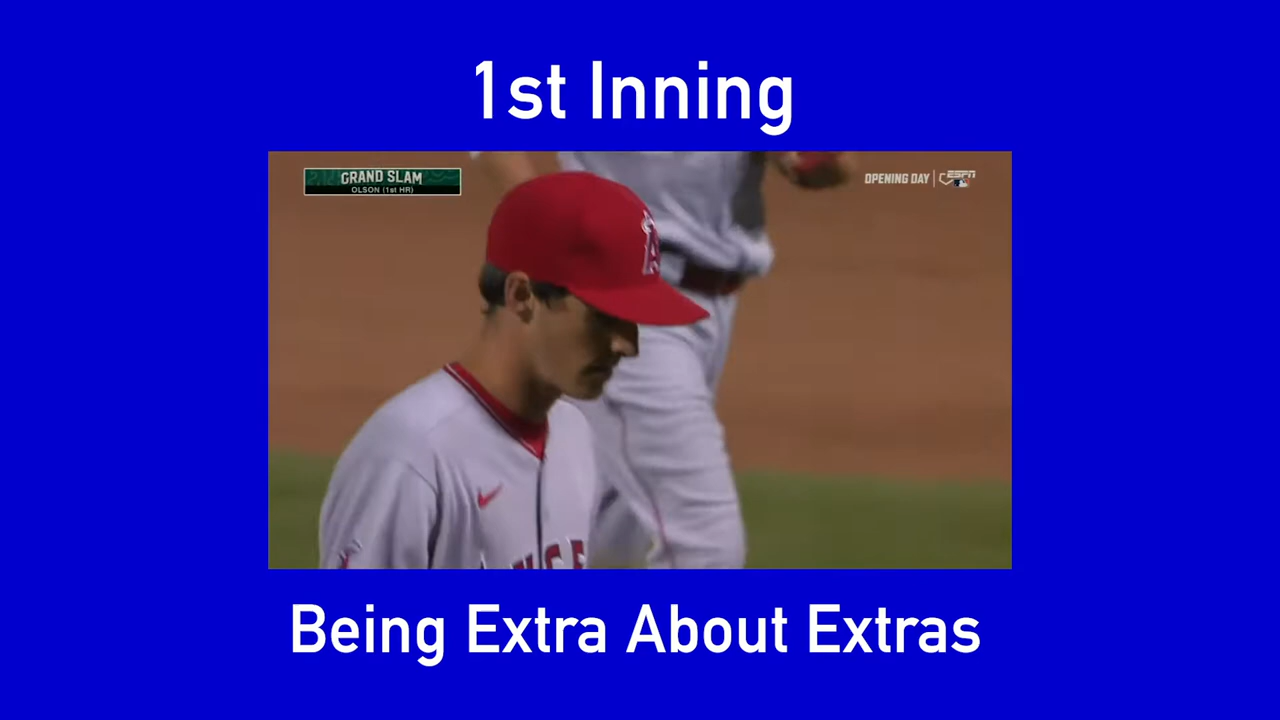 1st Inning
GRAND SLAM
OLSON (1st HR)
OPENING DAY | ESPN
Being Extra About Extras